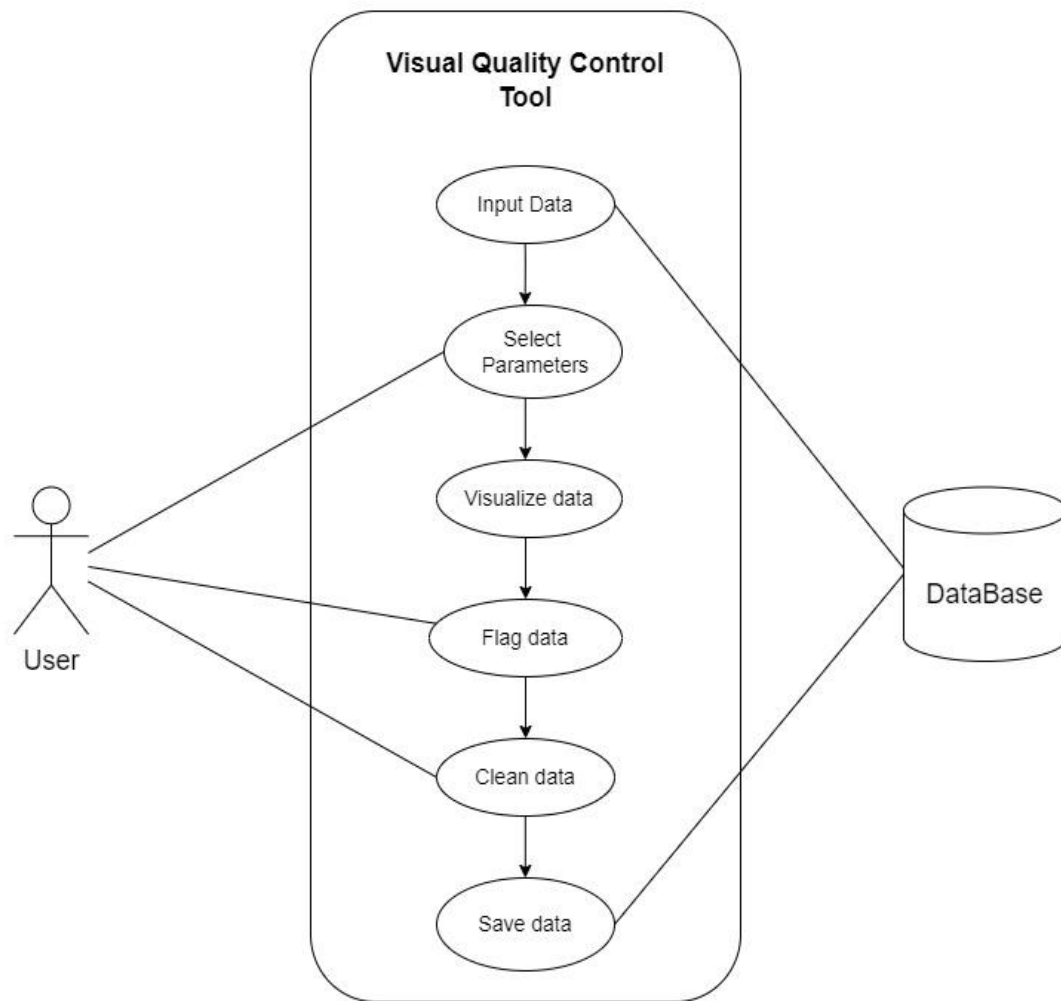 Visual Quality Control
Tool
Input Data
Select
Parameters
Visualize data
Flag data
Clean data
Save data
User
DataBase